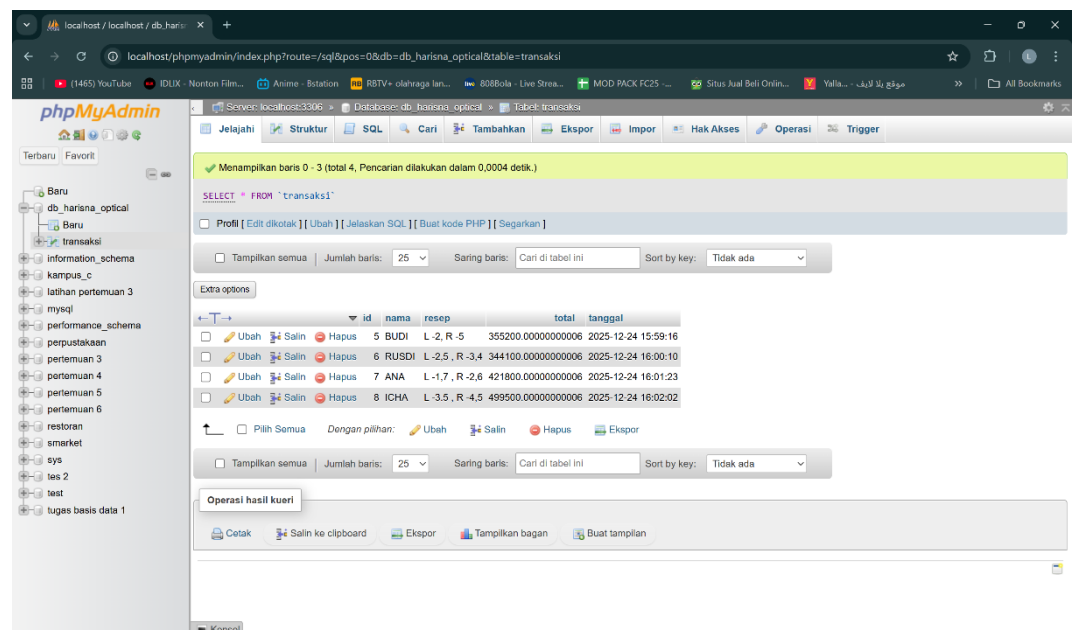 localhost / localhost / db_haris
localhost/phpmyadmin/index.php?route=/sql&pos=0&db=db_harisna_optical&table=transaksi
(1465) YouTube IDLIX - Nonton Film... Anime - Bstation RBTV+ olahraga lan... 808Bola - Live Strea... MOD PACK FC25 -... Situs Jual Beli Onlin... Yalla - موقع يلا لايف... » All Bookmarks
phpMyAdmin
Terbaru Favorit
Baru
db_harisna_optical
Baru
transaksi
information_schema
kampus_c
latihan pertemuan 3
mysql
performance_schema
perpustakaan
pertemuan 3
pertemuan 4
pertemuan 5
pertemuan 6
restoran
smarket
sys
tes 2
test
tugas basis data 1
Server: localhost:3306 » Database: db_harisna_optical » Tabel: transaksi
Jelajahi Struktur SQL Cari Tambahkan Ekspor Impor Hak Akses Operasi Trigger
Menampilkan baris 0 - 3 (total 4, Pencarian dilakukan dalam 0,0004 detik.)
SELECT * FROM `transaksi`
Profil [ Edit dikotak ] [ Ubah ] [ Jelaskan SQL ] [ Buat kode PHP ] [ Segarkan ]
Tampilkan semua | Jumlah baris: 25 Saring baris: Cari di tabel ini Sort by key: Tidak ada
Extra options
id nama resep total tanggal
Ubah Salin Hapus 5 BUDI L -2, R -5 355200.00000000006 2025-12-24 15:59:16
Ubah Salin Hapus 6 RUSDI L -2,5 , R -3,4 344100.00000000006 2025-12-24 16:00:10
Ubah Salin Hapus 7 ANA L -1,7 , R -2,6 421800.00000000006 2025-12-24 16:01:23
Ubah Salin Hapus 8 ICHA L -3.5 , R -4,5 499500.00000000006 2025-12-24 16:02:02
Pilih Semua Dengan pilihan: Ubah Salin Hapus Ekspor
Tampilkan semua | Jumlah baris: 25 Saring baris: Cari di tabel ini Sort by key: Tidak ada
Operasi hasil kueri
Cetak Salin ke clipboard Ekspor Tampilkan bagan Buat tampilan
Konsol